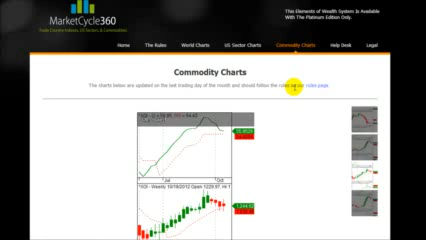 MarketCycle360
This Elements of Wealth System is Available
With The Platinum Edition Only.
Home The Rules World Charts US Sector Charts Commodity Charts Help Desk Legal
Commodity Charts
The charts below are updated on the last trading day of the month and should follow the rules on our rules page.
Jul Oct